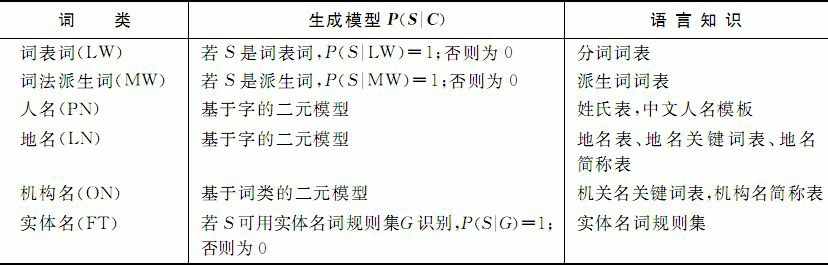 词 类 生成模型 P(S|C) 语言知识
词表词(LW) 若 S 是词表词,P(S|LW)=1;否则为 0 分词词表
词法派生词(MW) 若 S 是派生词,P(S|MW)=1;否则为 0 派生词词表
人名(PN) 基于字的二元模型 姓氏表,中文人名模板
地名(LN) 基于字的二元模型 地名表、地名关键词表、地名
简称表
机构名(ON) 基于词类的二元模型 机关名关键词表,机构名简称表
实体名(FT) 若 S 可用实体名词规则集G 识别,P(S|G)=1; 实体名词规则集
否则为 0